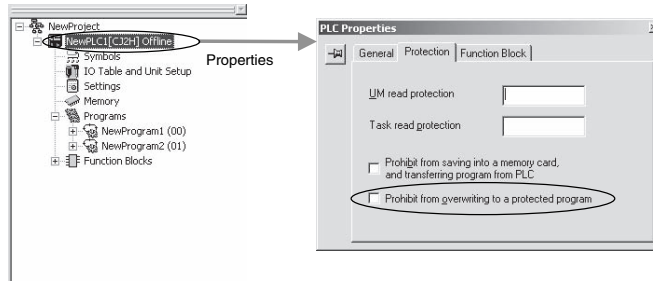 NewProject
NewPLC1[CJ2H] Offline
Symbols
IO Table and Unit Setup
Settings
Memory
Programs
NewProgram1 (00)
NewProgram2 (01)
Function Blocks
Properties
PLC Properties
General Protection Function Block
UM read protection
Task read protection
Prohibit from saving into a memory card,
and transferring program from PLC
Prohibit from overwriting to a protected program